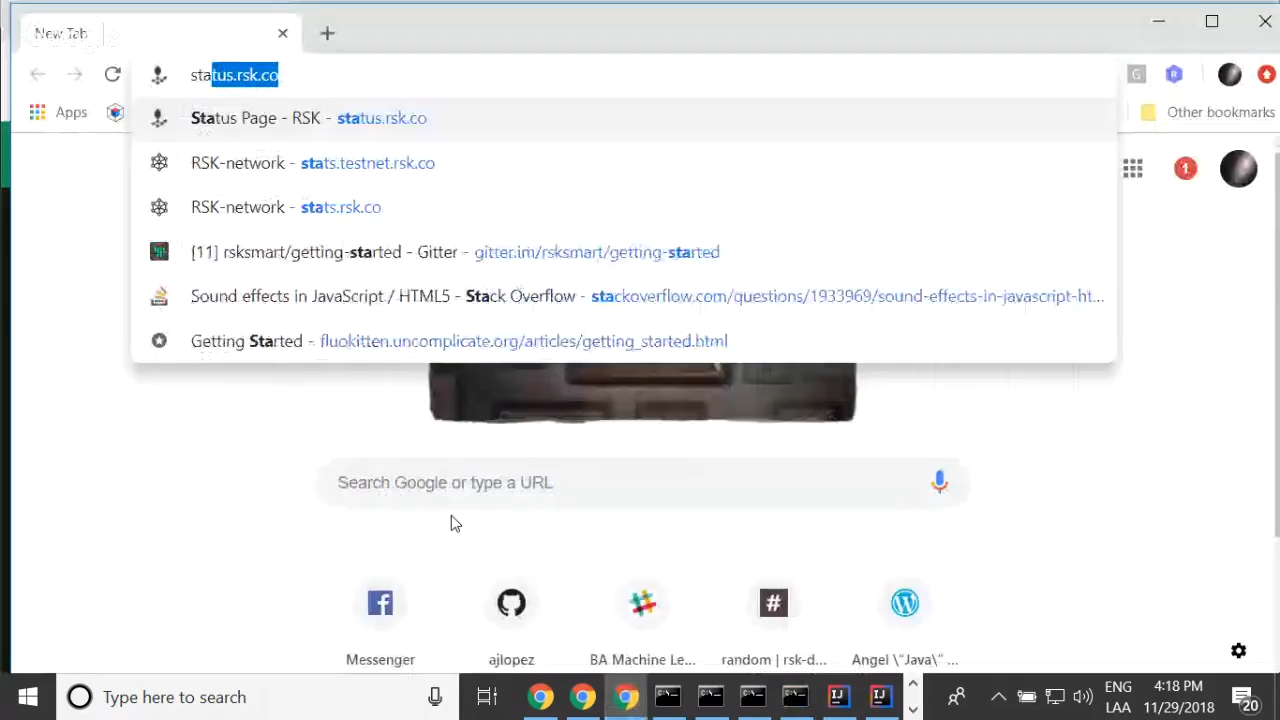 New Tab
status.rsk.co
Apps
Other bookmarks
Status Page - RSK - status.rsk.co
RSK-network - stats.testnet.rsk.co
RSK-network - stats.rsk.co
[11] rsksmart/getting-started - Gitter - gitter.im/rsksmart/getting-started
Sound effects in JavaScript / HTML5 - Stack Overflow - stackoverflow.com/questions/1933969/sound-effects-in-javascript-ht...
Getting Started - fluokitten.uncomplicate.org/articles/getting_started.html
1
Search Google or type a URL
Messenger
ajlopez
BA Machine Le...
random | rsk-d...
Angel \"Java\" ...
Type here to search
ENG
LAA
4:18 PM
11/29/2018
20